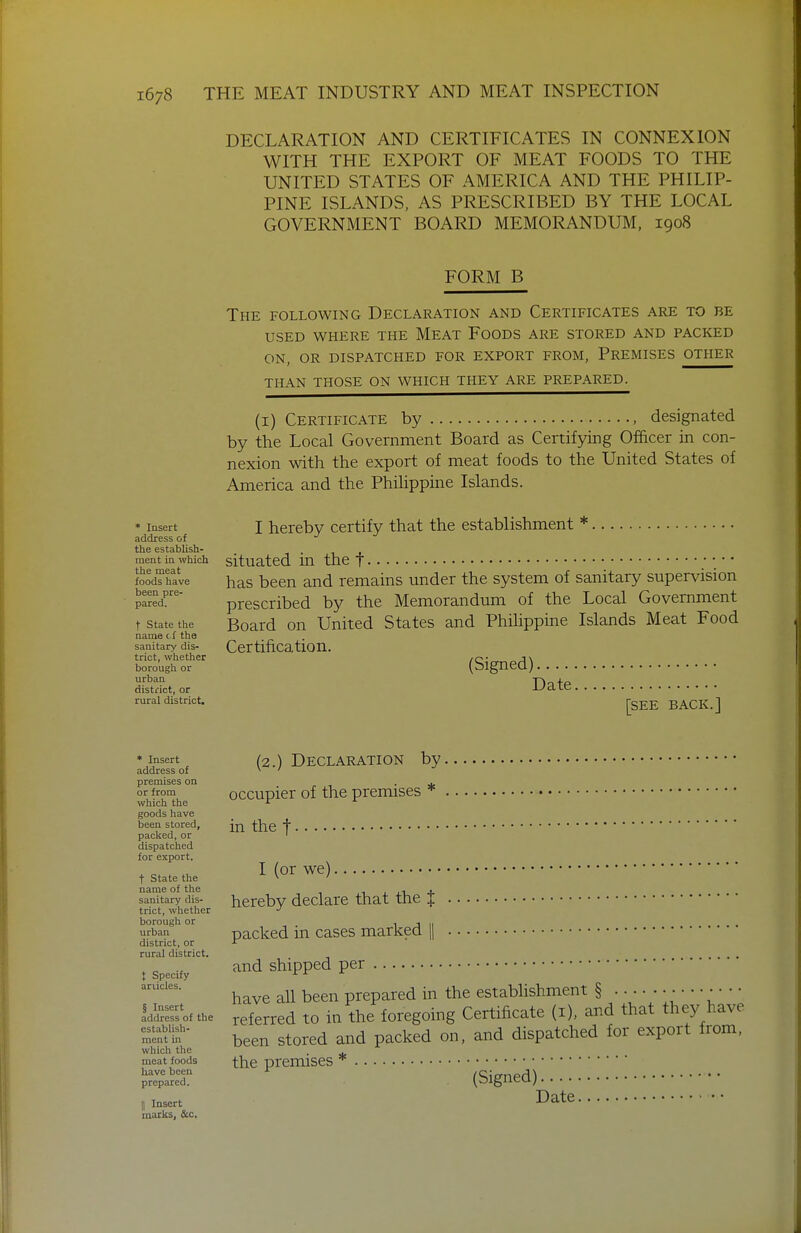 1678 THE MEAT INDUSTRY AND MEAT INSPECTION
DECLARATION AND CERTIFICATES IN CONNEXION
WITH THE EXPORT OF MEAT FOODS TO THE
UNITED STATES OF AMERICA AND THE PHILIP-
PINE ISLANDS, AS PRESCRIBED BY THE LOCAL
GOVERNMENT BOARD MEMORANDUM, 1908
FORM B
THE FOLLOWING DECLARATION AND CERTIFICATES ARE TO BE
USED WHERE THE MEAT FOODS ARE STORED AND PACKED
ON, OR DISPATCHED FOR EXPORT FROM, PREMISES OTHER
THAN THOSE ON WHICH THEY ARE PREPARED.
(1) CERTIFICATE by ......................, designated
by the Local Government Board as Certifying Officer in con-
nexion with the export of meat foods to the United States of
America and the Philippine Islands.
* Insert
address of
the establish-
ment in which
the meat
foods have
been pre-
pared.
† State the
name of the
sanitary dis-
trict, whether
borough or
urban
district, or
rural district.
I hereby certify that the establishment *................
situated in the †........................................
has been and remains under the system of sanitary supervision
prescribed by the Memorandum of the Local Government
Board on United States and Philippine Islands Meat Food
Certification.
(Signed)......................
Date................
[SEE BACK.]
* Insert
address of
premises on
or from
which the
goods have
been stored,
packed, or
dispatched
for export.
† State the
name of the
sanitary dis-
trict, whether
borough or
urban
district, or
rural district.
‡ Specify
articles.
§ Insert
address of the
establish-
ment in
which the
meat foods
have been
prepared.
|| Insert
marks, &c.
(2.) DECLARATION by................................
occupier of the premises * ................................
in the †................................................
I (or we)............................................
hereby declare that the ‡ ................................
packed in cases marked || ................................
and shipped per ........................................
have all been prepared in the establishment § ..............
referred to in the foregoing Certificate (1), and that they have
been stored and packed on, and dispatched for export from,
the premises * ..............................
(Signed)....................
Date..................